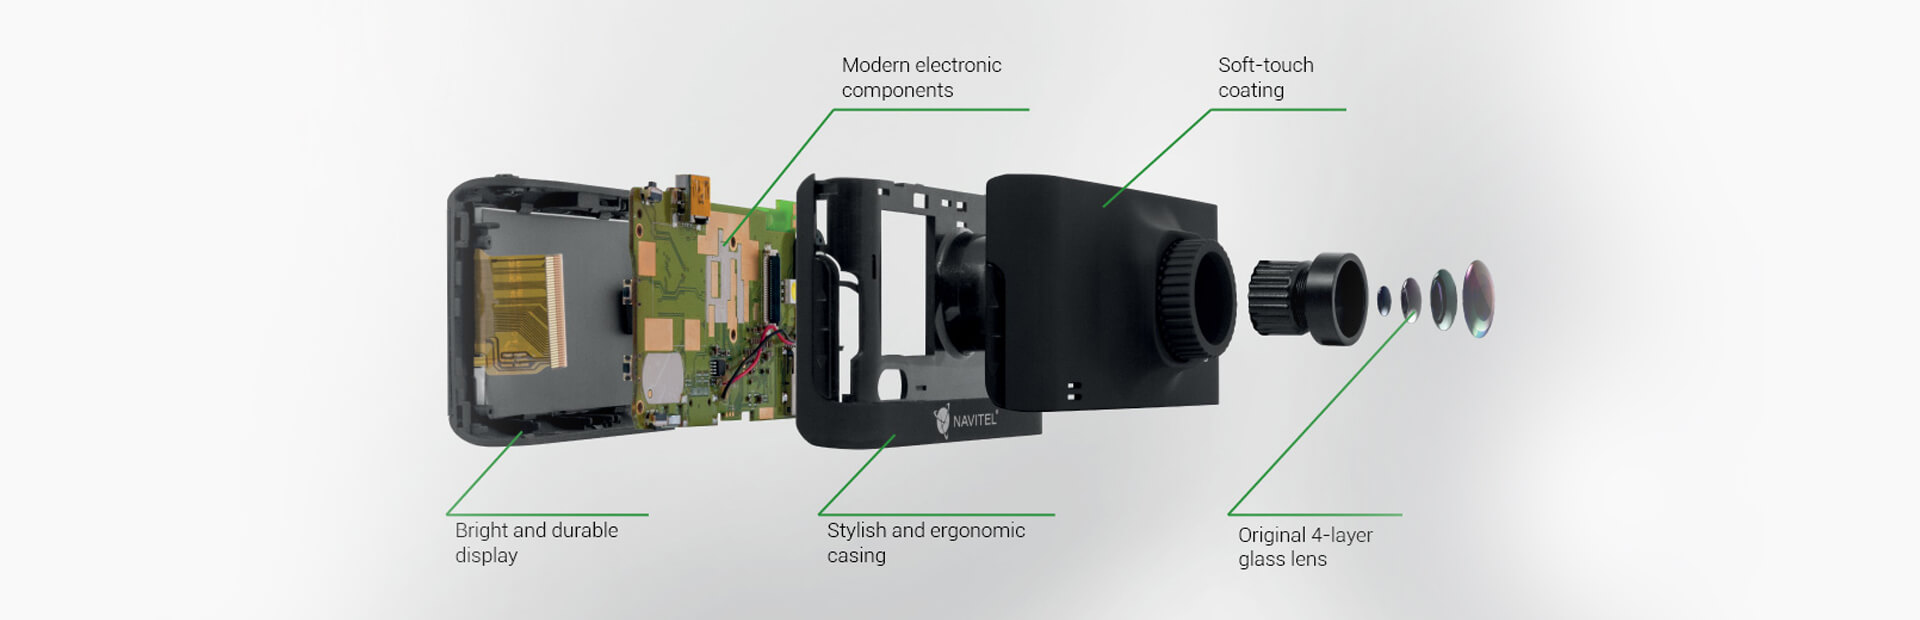 Modern electronic
components
Soft-touch
coating
NAVITEL®
Bright and durable
display
Stylish and ergonomic
casing
Original 4-layer
glass lens